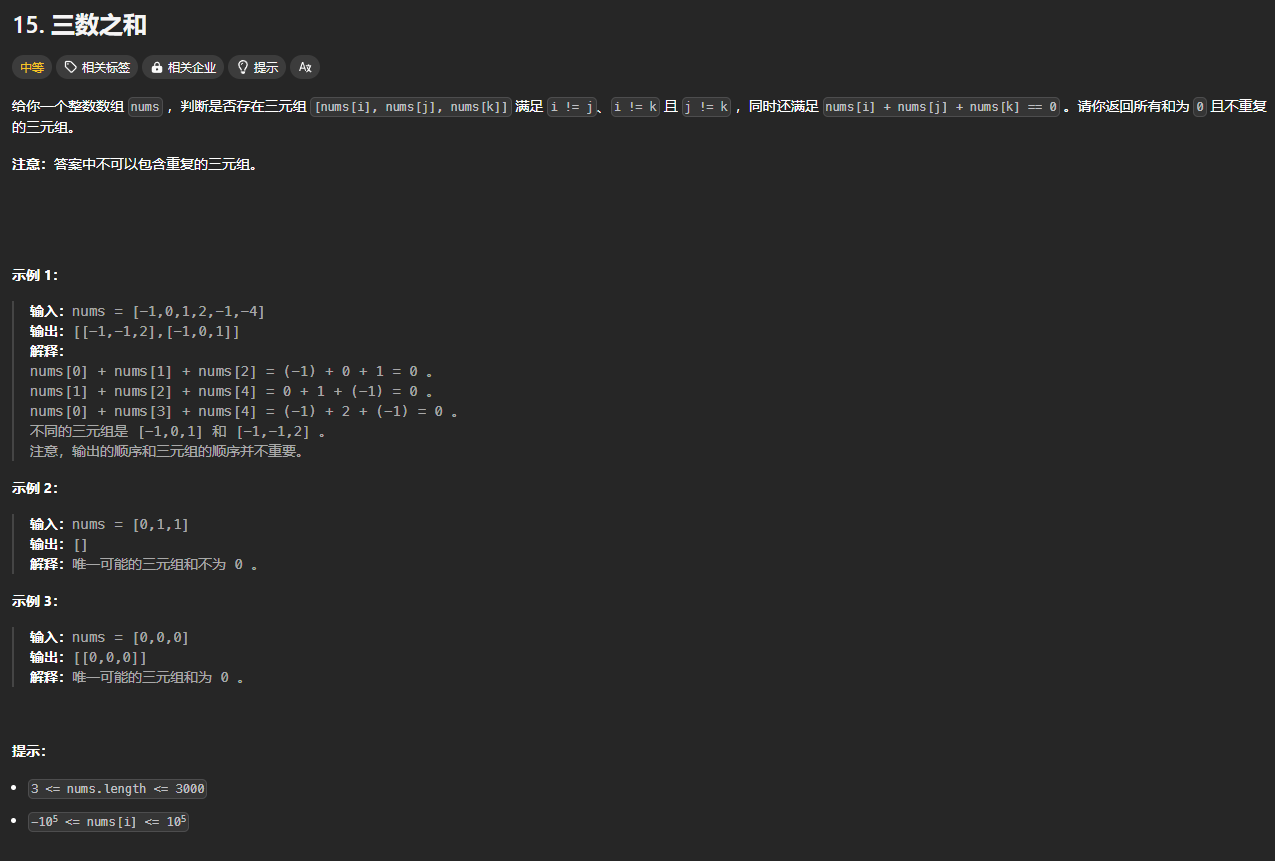 15. 三数之和
中等 相关标签 相关企业 提示 A文
给你一个整数数组 nums ，判断是否存在三元组 [nums[i], nums[j], nums[k]] 满足 i != j、i != k 且 j != k ，同时还满足 nums[i] + nums[j] + nums[k] == 0 。请你返回所有和为 0 且不重复
的三元组。
注意：答案中不可以包含重复的三元组。
示例 1：
输入：nums = [-1,0,1,2,-1,-4]
输出：[[-1,-1,2],[-1,0,1]]
解释：
nums[0] + nums[1] + nums[2] = (-1) + 0 + 1 = 0 。
nums[1] + nums[2] + nums[4] = 0 + 1 + (-1) = 0 。
nums[0] + nums[3] + nums[4] = (-1) + 2 + (-1) = 0 。
不同的三元组是 [-1,0,1] 和 [-1,-1,2] 。
注意，输出的顺序和三元组的顺序并不重要。
示例 2：
输入：nums = [0,1,1]
输出：[]
解释：唯一可能的三元组和不为 0 。
示例 3：
输入：nums = [0,0,0]
输出：[[0,0,0]]
解释：唯一可能的三元组和为 0 。
提示：
3 <= nums.length <= 3000
-10⁵ <= nums[i] <= 10⁵